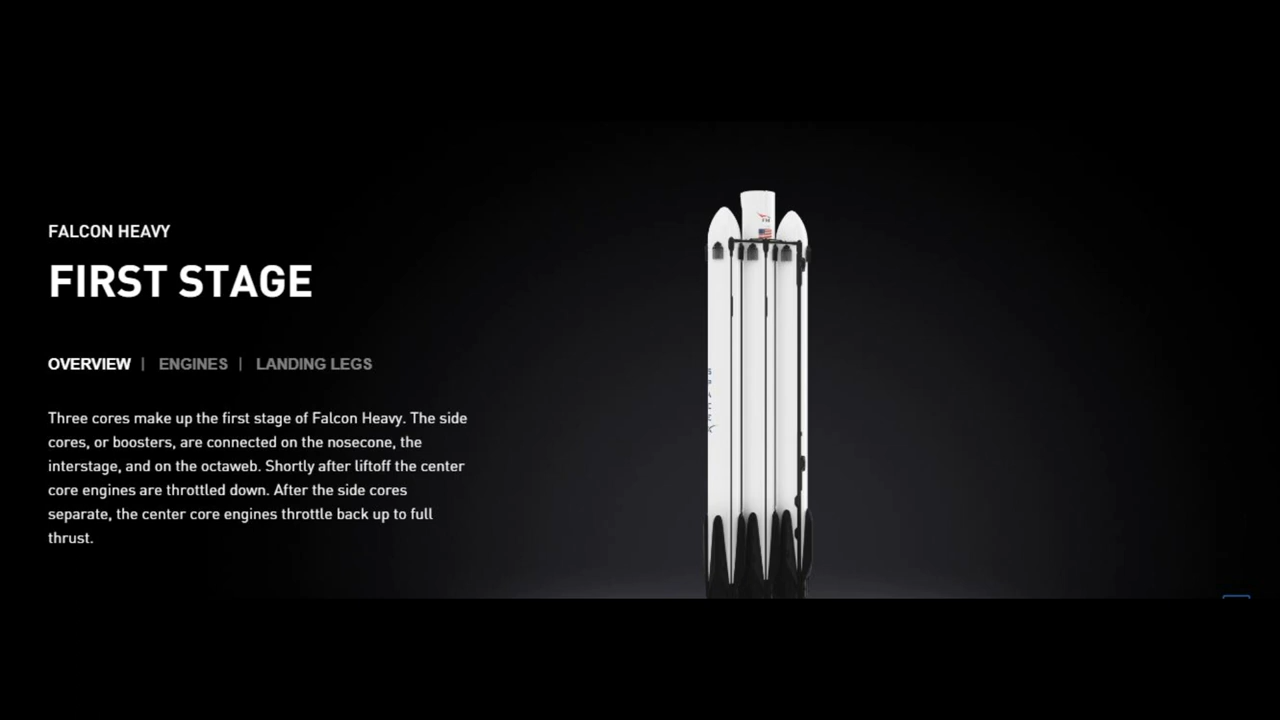 FALCON HEAVY
FIRST STAGE
OVERVIEW | ENGINES | LANDING LEGS
Three cores make up the first stage of Falcon Heavy. The side
cores, or boosters, are connected on the nosecone, the
interstage, and on the octaweb. Shortly after liftoff the center
core engines are throttled down. After the side cores
separate, the center core engines throttle back up to full
thrust.